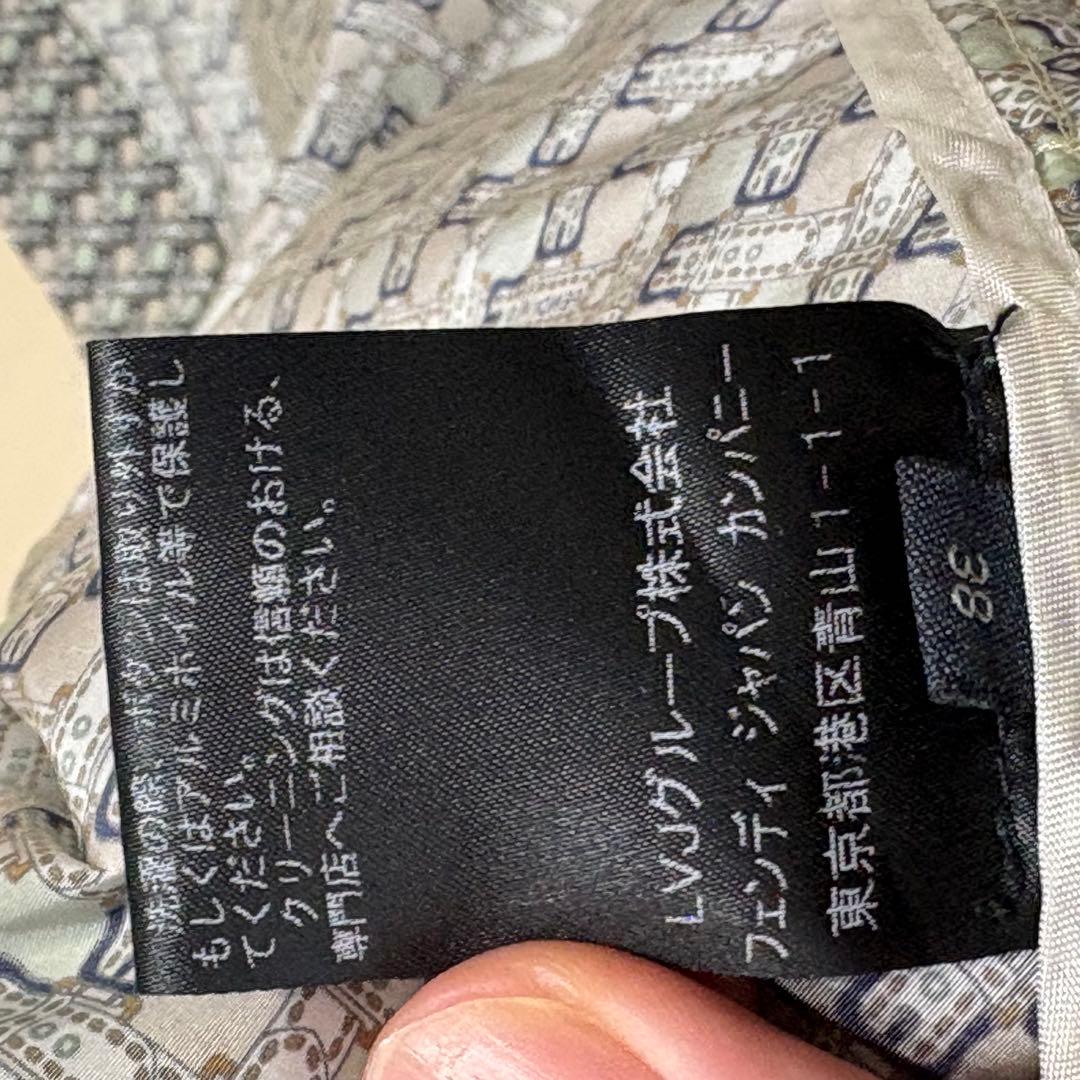 洗濯の際、ボタンは取りはずすか
もしくはアルミホイル等で保護し
てください。
クリーニングは信頼のおける、
専門店へご相談ください。
LVJグループ株式会社
フェンディ ジャパン カンパニー
東京都港区青山1-1-1
38